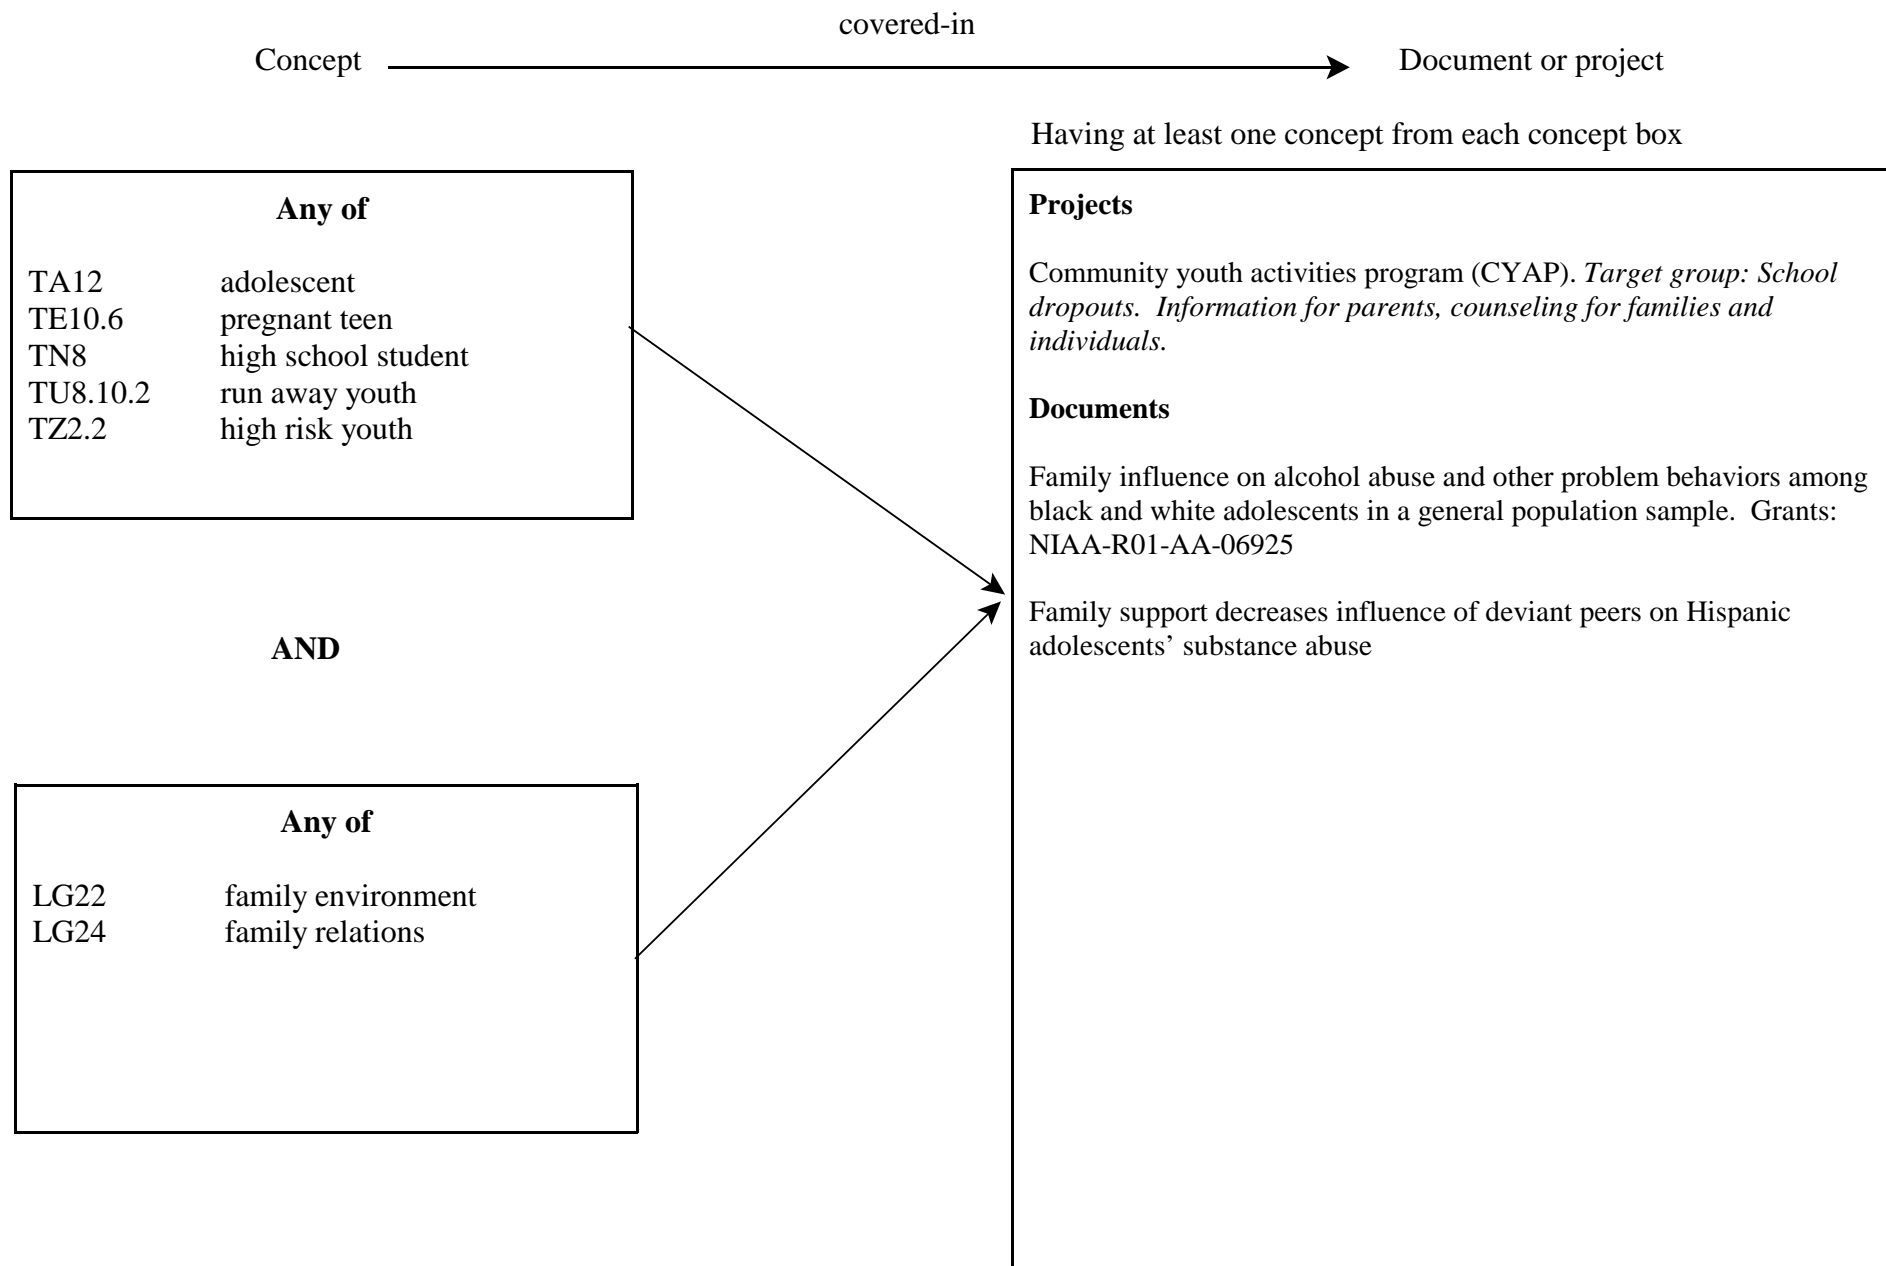 covered-in
Concept Document or project
Having at least one concept from each concept box
Any of
TA12 adolescent
TE10.6 pregnant teen
TN8 high school student
TU8.10.2 run away youth
TZ2.2 high risk youth
AND
Any of
LG22 family environment
LG24 family relations
Projects
Community youth activities program (CYAP). Target group: School
dropouts. Information for parents, counseling for families and
individuals.
Documents
Family influence on alcohol abuse and other problem behaviors among
black and white adolescents in a general population sample. Grants:
NIAA-R01-AA-06925
Family support decreases influence of deviant peers on Hispanic
adolescents’ substance abuse